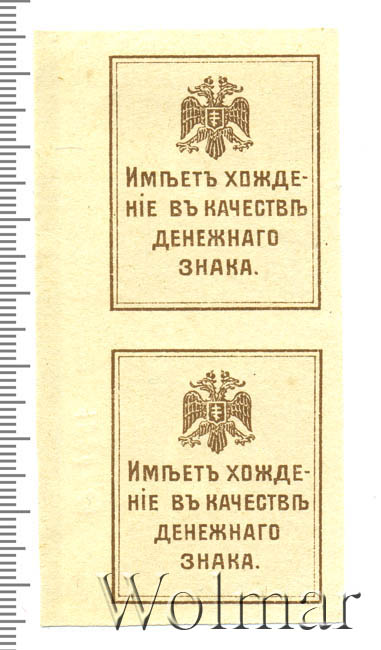 Имѣетъ хожде-
ніе въ качествѣ
денежнаго
знака.
Имѣетъ хожде-
ніе въ качествѣ
денежнаго
знака.
Wolmar